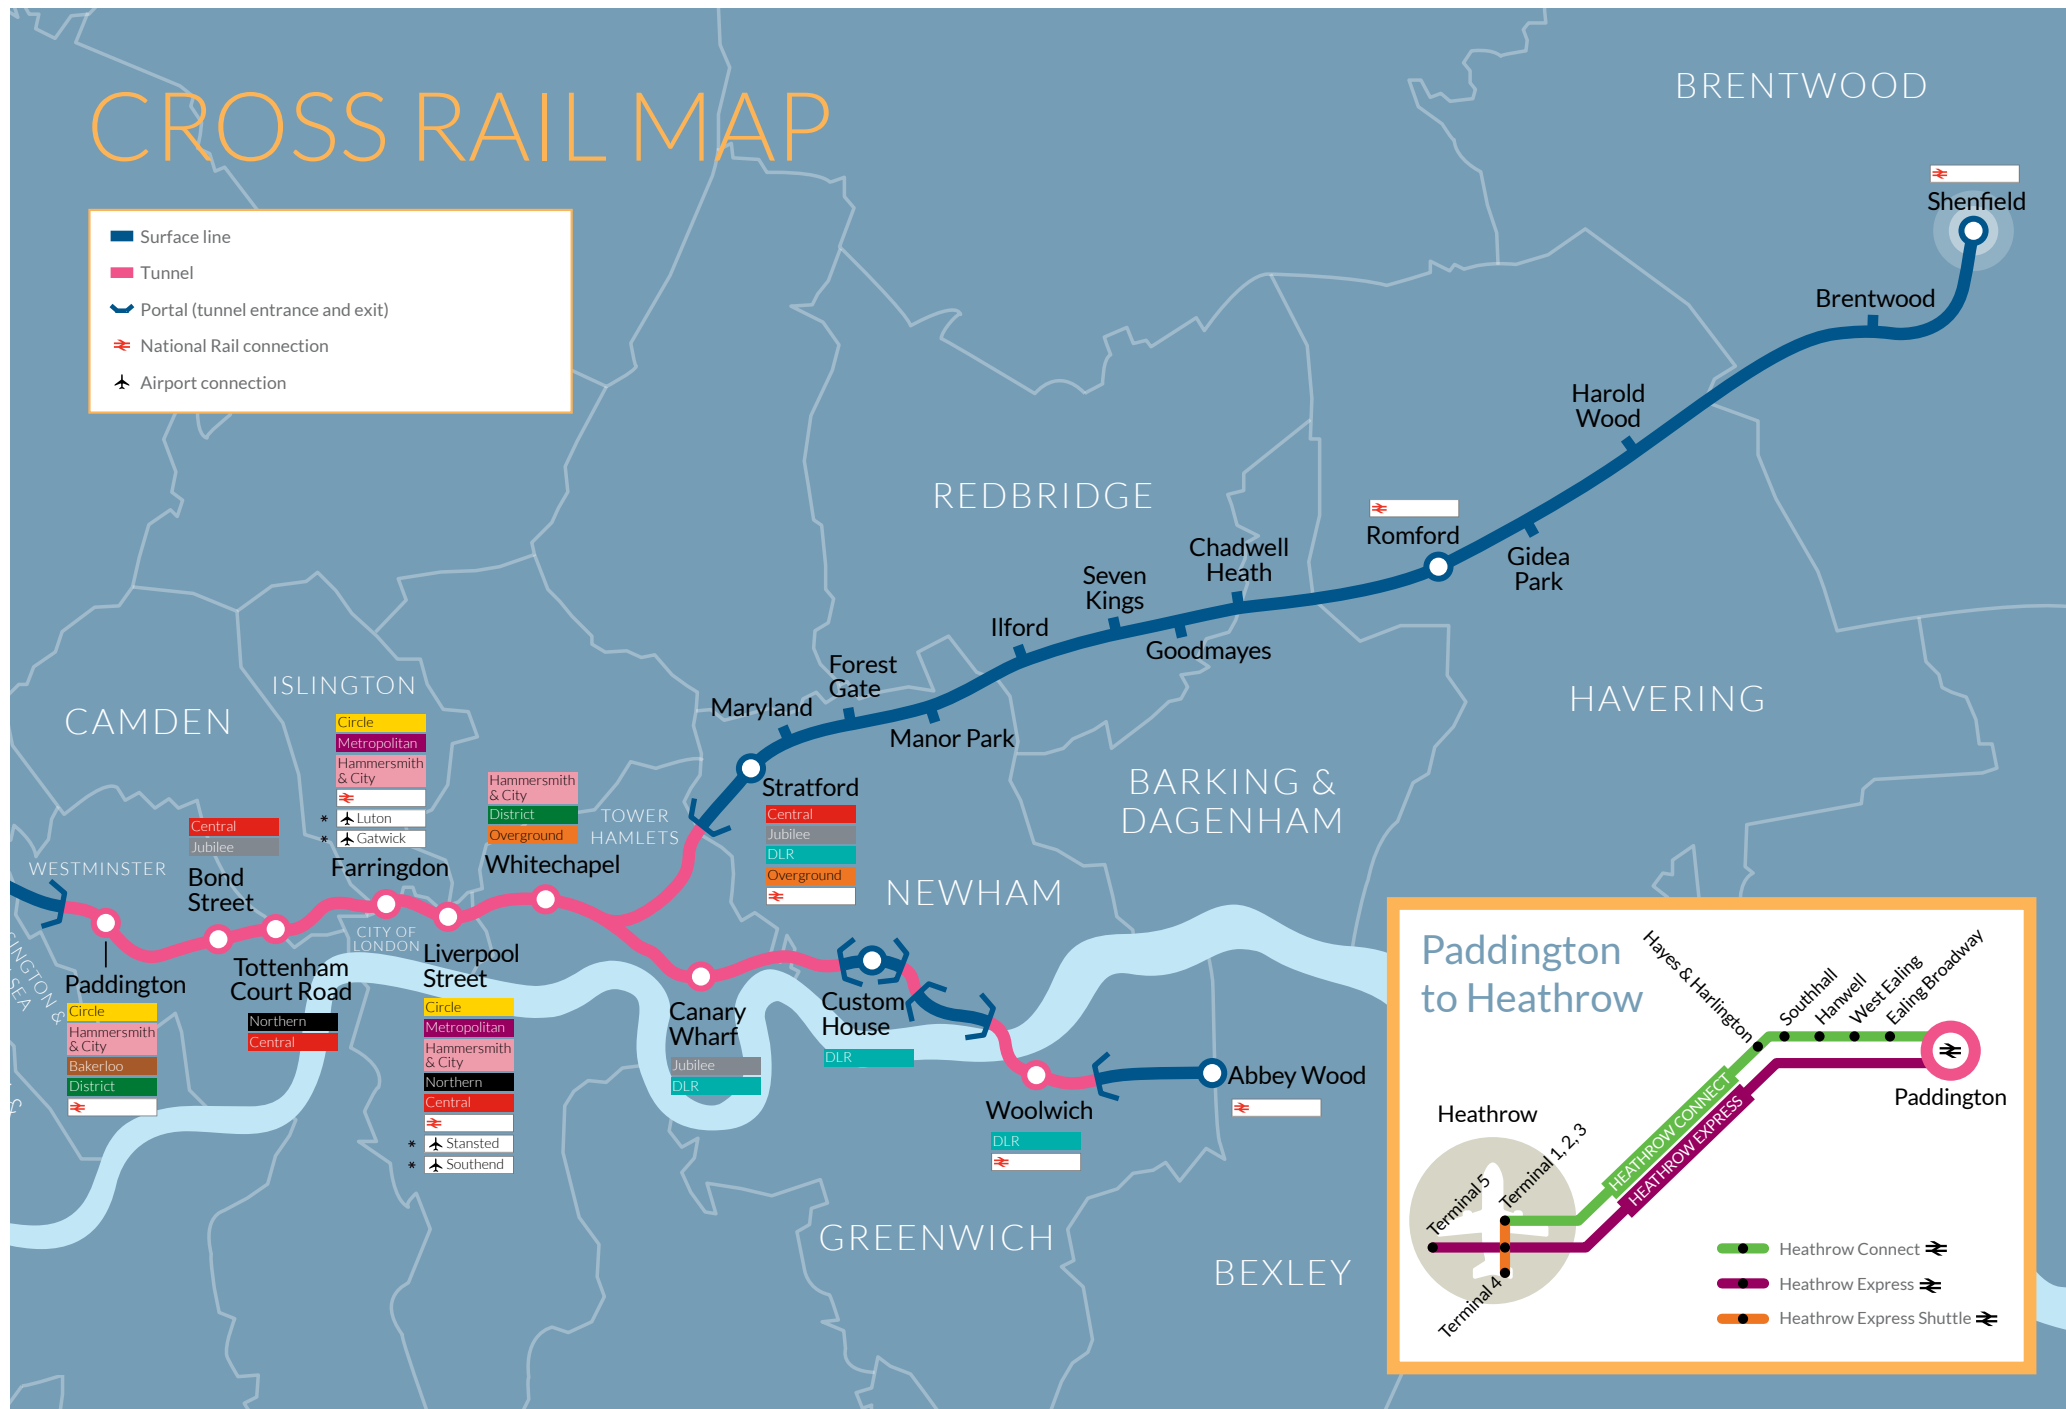 CROSS RAIL MAP
Surface line
Tunnel
Portal (tunnel entrance and exit)
National Rail connection
Airport connection
BRENTWOOD
Shenfield
Brentwood
Harold
Wood
REDBRIDGE
Romford
Gidea
Park
Chadwell
Heath
Seven
Kings
Goodmayes
Ilford
Forest
Gate
Maryland
Manor Park
HAVERING
ISLINGTON
CAMDEN
Circle
Metropolitan
Hammersmith
& City
* Luton
* Gatwick
Farringdon
Hammersmith
& City
District
Overground
Whitechapel
TOWER
HAMLETS
Stratford
Central
Jubilee
DLR
Overground
BARKING &
DAGENHAM
Central
Jubilee
Bond
Street
WESTMINSTER
NEWHAM
CITY OF
LONDON
INGTON &
SEA
&
Paddington
Circle
Hammersmith
& City
Bakerloo
District
Tottenham
Court Road
Northern
Central
Liverpool
Street
Circle
Metropolitan
Hammersmith
& City
Northern
Central
* Stansted
* Southend
Canary
Wharf
Jubilee
DLR
Custom
House
DLR
Woolwich
DLR
Abbey Wood
GREENWICH
BEXLEY
Paddington
to Heathrow
Hayes & Harlington
Southhall
Hanwell
West Ealing
Ealing Broadway
Paddington
HEATHROW CONNECT
HEATHROW EXPRESS
Heathrow
Terminal 5
Terminal 1, 2, 3
Terminal 4
Heathrow Connect
Heathrow Express
Heathrow Express Shuttle